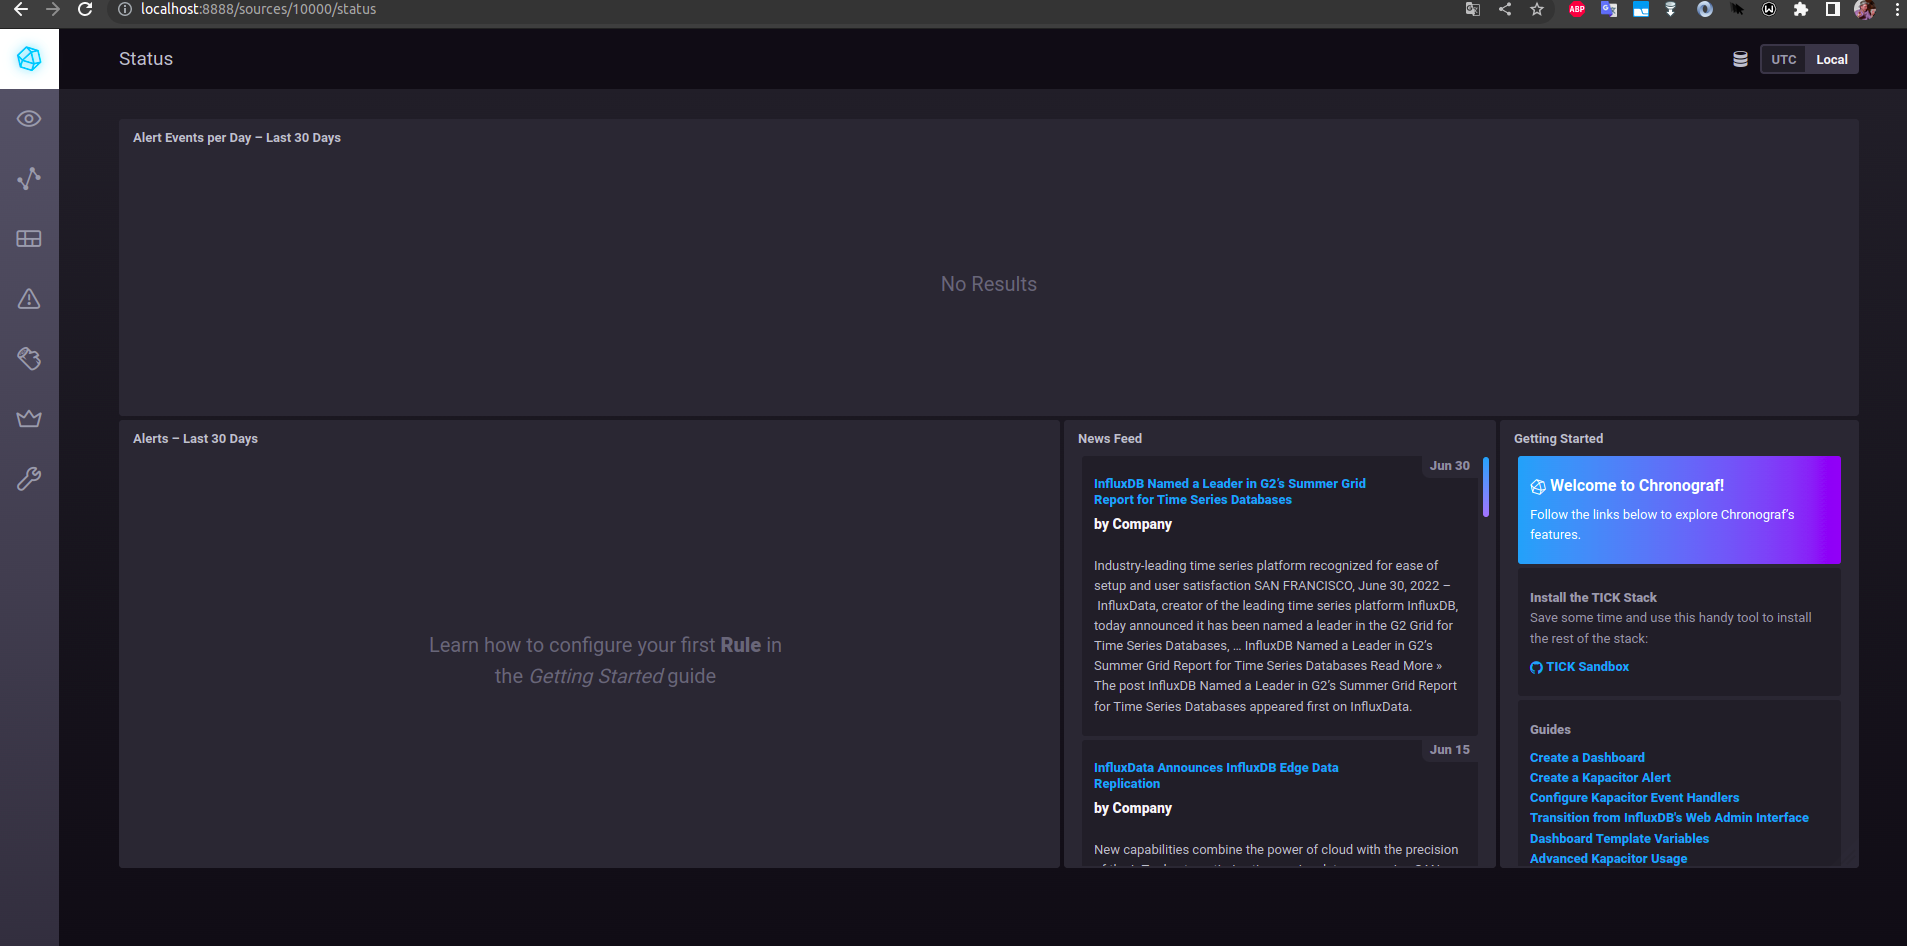 localhost:8888/sources/10000/status
ABP
Status
UTC
Local
Alert Events per Day – Last 30 Days
No Results
Alerts – Last 30 Days
Learn how to configure your first Rule in
the Getting Started guide
News Feed
Jun 30
InfluxDB Named a Leader in G2’s Summer Grid
Report for Time Series Databases
by Company
Industry-leading time series platform recognized for ease of
setup and user satisfaction SAN FRANCISCO, June 30, 2022 –
InfluxData, creator of the leading time series platform InfluxDB,
today announced it has been named a leader in the G2 Grid for
Time Series Databases, … InfluxDB Named a Leader in G2’s
Summer Grid Report for Time Series Databases Read More »
The post InfluxDB Named a Leader in G2’s Summer Grid Report
for Time Series Databases appeared first on InfluxData.
Jun 15
InfluxData Announces InfluxDB Edge Data
Replication
by Company
New capabilities combine the power of cloud with the precision
Getting Started
Welcome to Chronograf!
Follow the links below to explore Chronograf’s
features.
Install the TICK Stack
Save some time and use this handy tool to install
the rest of the stack:
TICK Sandbox
Guides
Create a Dashboard
Create a Kapacitor Alert
Configure Kapacitor Event Handlers
Transition from InfluxDB's Web Admin Interface
Dashboard Template Variables
Advanced Kapacitor Usage